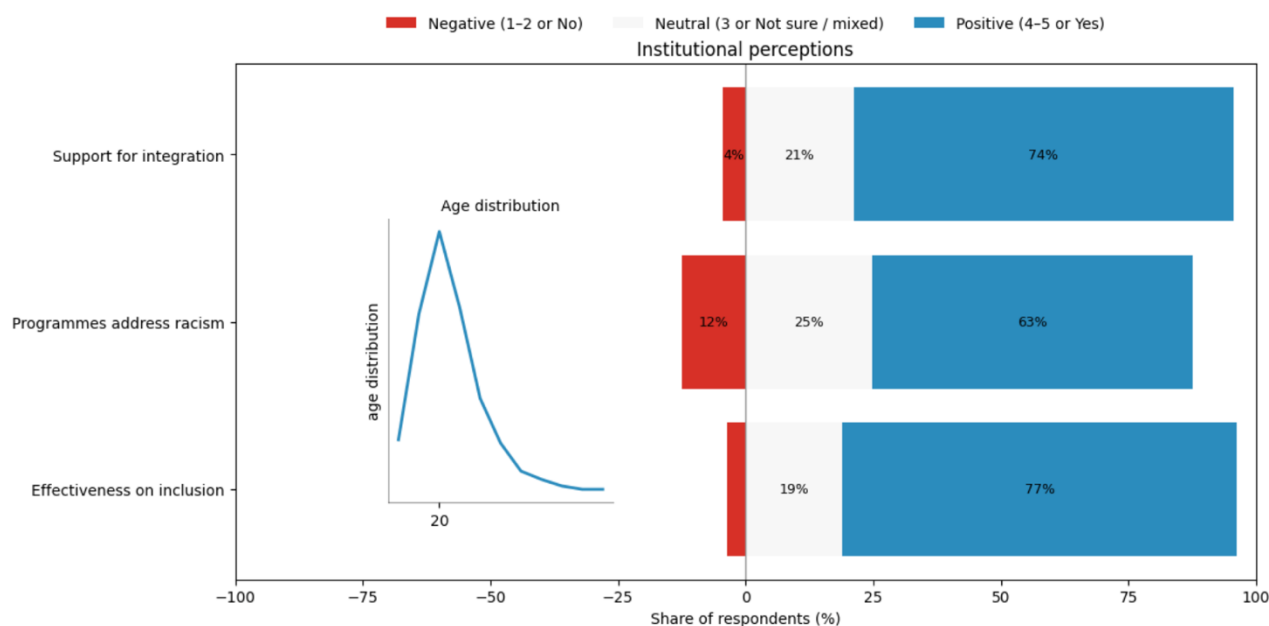 Negative (1–2 or No) Neutral (3 or Not sure / mixed) Positive (4–5 or Yes)
Institutional perceptions
Support for integration
4% 21% 74%
Age distribution
age distribution
20
Programmes address racism
12% 25% 63%
Effectiveness on inclusion
19% 77%
−100 −75 −50 −25 0 25 50 75 100
Share of respondents (%)